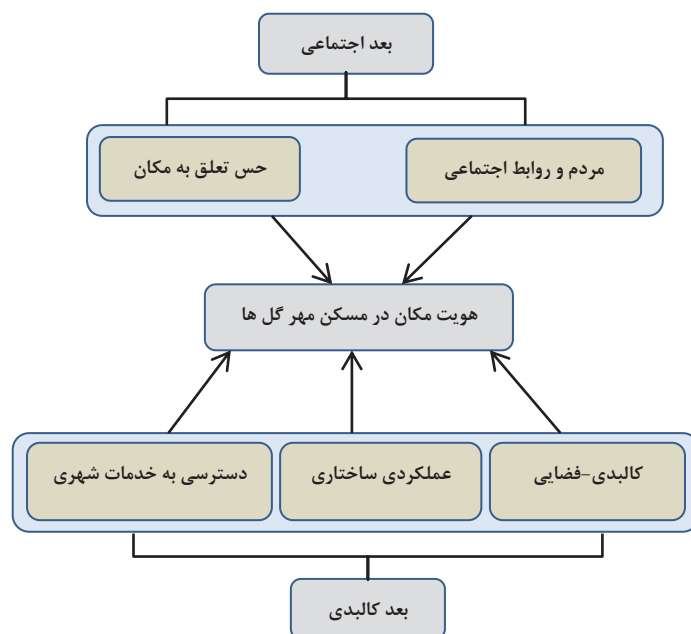 بعد اجتماعی
مردم و روابط اجتماعی
حس تعلق به مکان
هویت مکان در مسکن مهر گل ها
کالبدی-فضایی
عملکردی ساختاری
دسترسی به خدمات شهری
بعد کالبدی